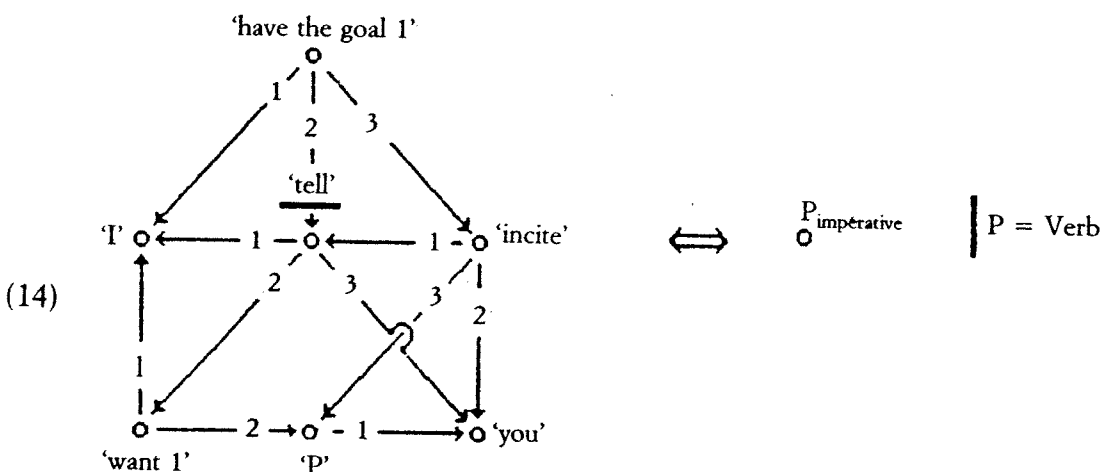 'have the goal 1'
1
2
3
'tell'
'I'
1
1
'incite'
P imperative
P = Verb
(14)
2
3
3
2
1
2
1
'you'
'want 1'
'P'